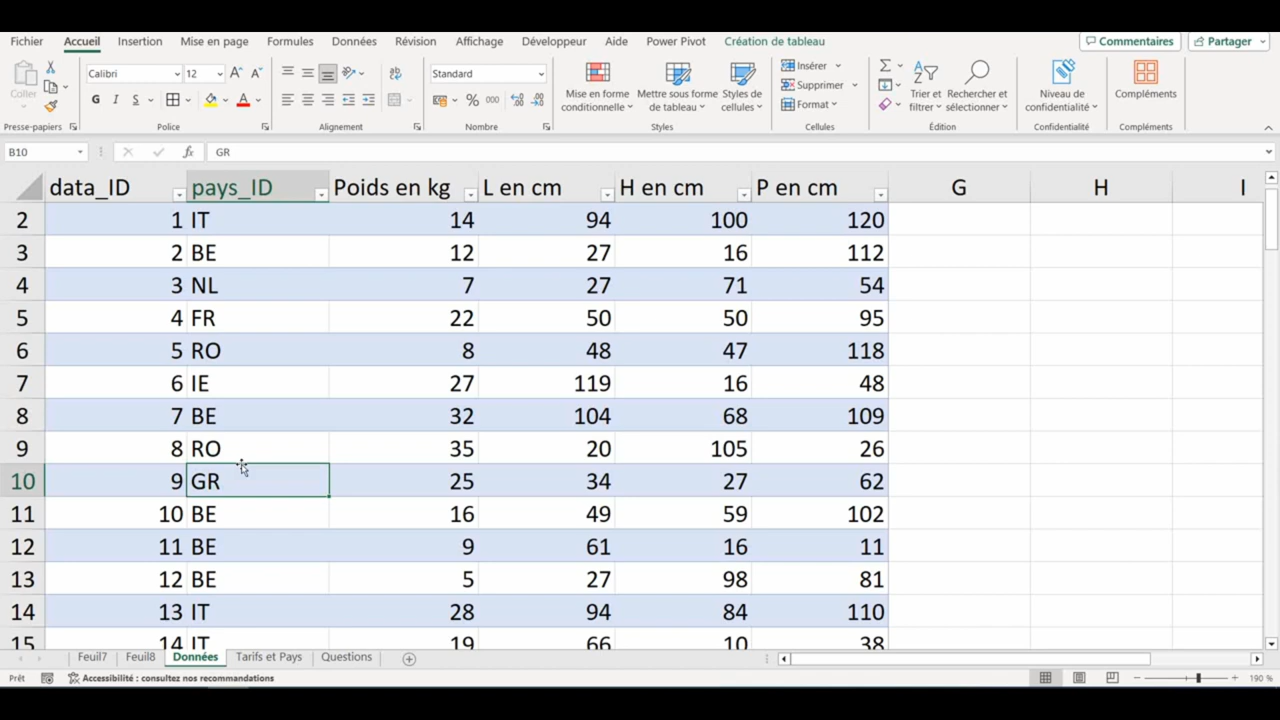 Fichier Accueil Insertion Mise en page Formules Données Révision Affichage Développeur Aide Power Pivot Création de tableau Commentaires Partager
Coller
Calibri 12
Standard
Mise en forme conditionnelle
Mettre sous forme de tableau
Styles de cellules
Insérer
Supprimer
Format
Trier et filtrer
Rechercher et sélectionner
Niveau de confidentialité
Compléments
G I S A % 000
Presse-papiers Police Alignement Nombre Styles Cellules Édition Confidentialité Compléments
B10 fx GR
data_ID pays_ID Poids en kg L en cm H en cm P en cm G H I
2 1 IT 14 94 100 120
3 2 BE 12 27 16 112
4 3 NL 7 27 71 54
5 4 FR 22 50 50 95
6 5 RO 8 48 47 118
7 6 IE 27 119 16 48
8 7 BE 32 104 68 109
9 8 RO 35 20 105 26
10 9 GR 25 34 27 62
11 10 BE 16 49 59 102
12 11 BE 9 61 16 11
13 12 BE 5 27 98 81
14 13 IT 28 94 84 110
15 14 IT 19 66 10 38
Feuil7 Feuil8 Données Tarifs et Pays Questions
Prêt Accessibilité : consultez nos recommandations 190 %